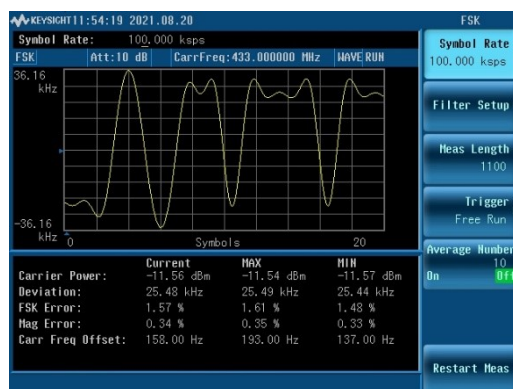 KEYSIGHT 11:54:19 2021.08.20
FSK
Symbol Rate: 100.000 ksps
FSK Att:10 dB CarrFreq:433.000000 MHz WAVE RUN
36.16
kHz
-36.16
kHz
0 Symbols 20
Current MAX MIN
Carrier Power: -11.56 dBm -11.54 dBm -11.57 dBm
Deviation: 25.48 kHz 25.49 kHz 25.44 kHz
FSK Error: 1.57 % 1.61 % 1.48 %
Mag Error: 0.34 % 0.35 % 0.33 %
Carr Freq Offset: 158.00 Hz 193.00 Hz 137.00 Hz
Symbol Rate
100.000 ksps
Filter Setup
Meas Length
1100
Trigger
Free Run
Average Number
10
On Off
Restart Meas